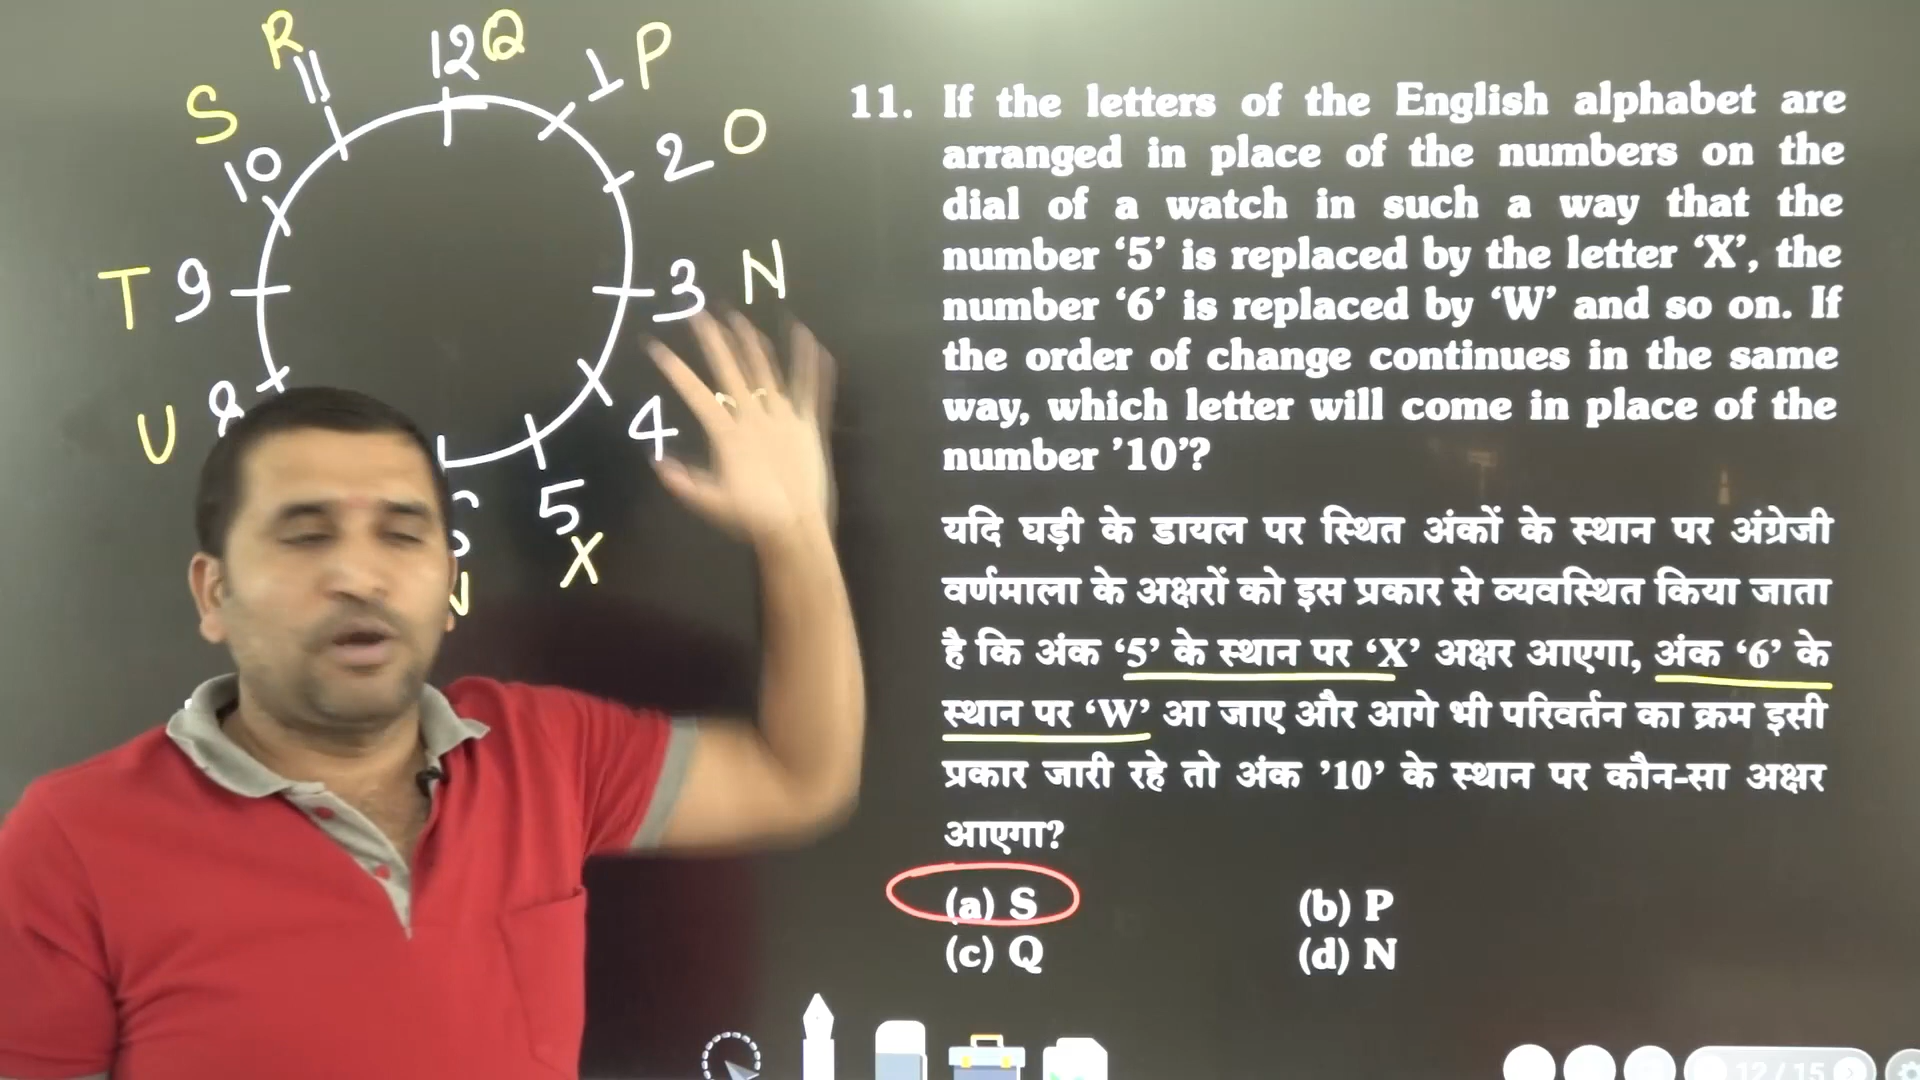 R
12 Q
1 P
S
11
2 O
10
T 9
3 N
U 8
4
5
X
11. If the letters of the English alphabet are
arranged in place of the numbers on the
dial of a watch in such a way that the
number ‘5’ is replaced by the letter ‘X’, the
number ‘6’ is replaced by ‘W’ and so on. If
the order of change continues in the same
way, which letter will come in place of the
number ’10’?
यदि घड़ी के डायल पर स्थित अंकों के स्थान पर अंग्रेजी
वर्णमाला के अक्षरों को इस प्रकार से व्यवस्थित किया जाता
है कि अंक ‘5’ के स्थान पर ‘X’ अक्षर आएगा, अंक ‘6’ के
स्थान पर ‘W’ आ जाए और आगे भी परिवर्तन का क्रम इसी
प्रकार जारी रहे तो अंक ’10’ के स्थान पर कौन-सा अक्षर
आएगा?
(a) S (b) P
(c) Q (d) N
12 / 15